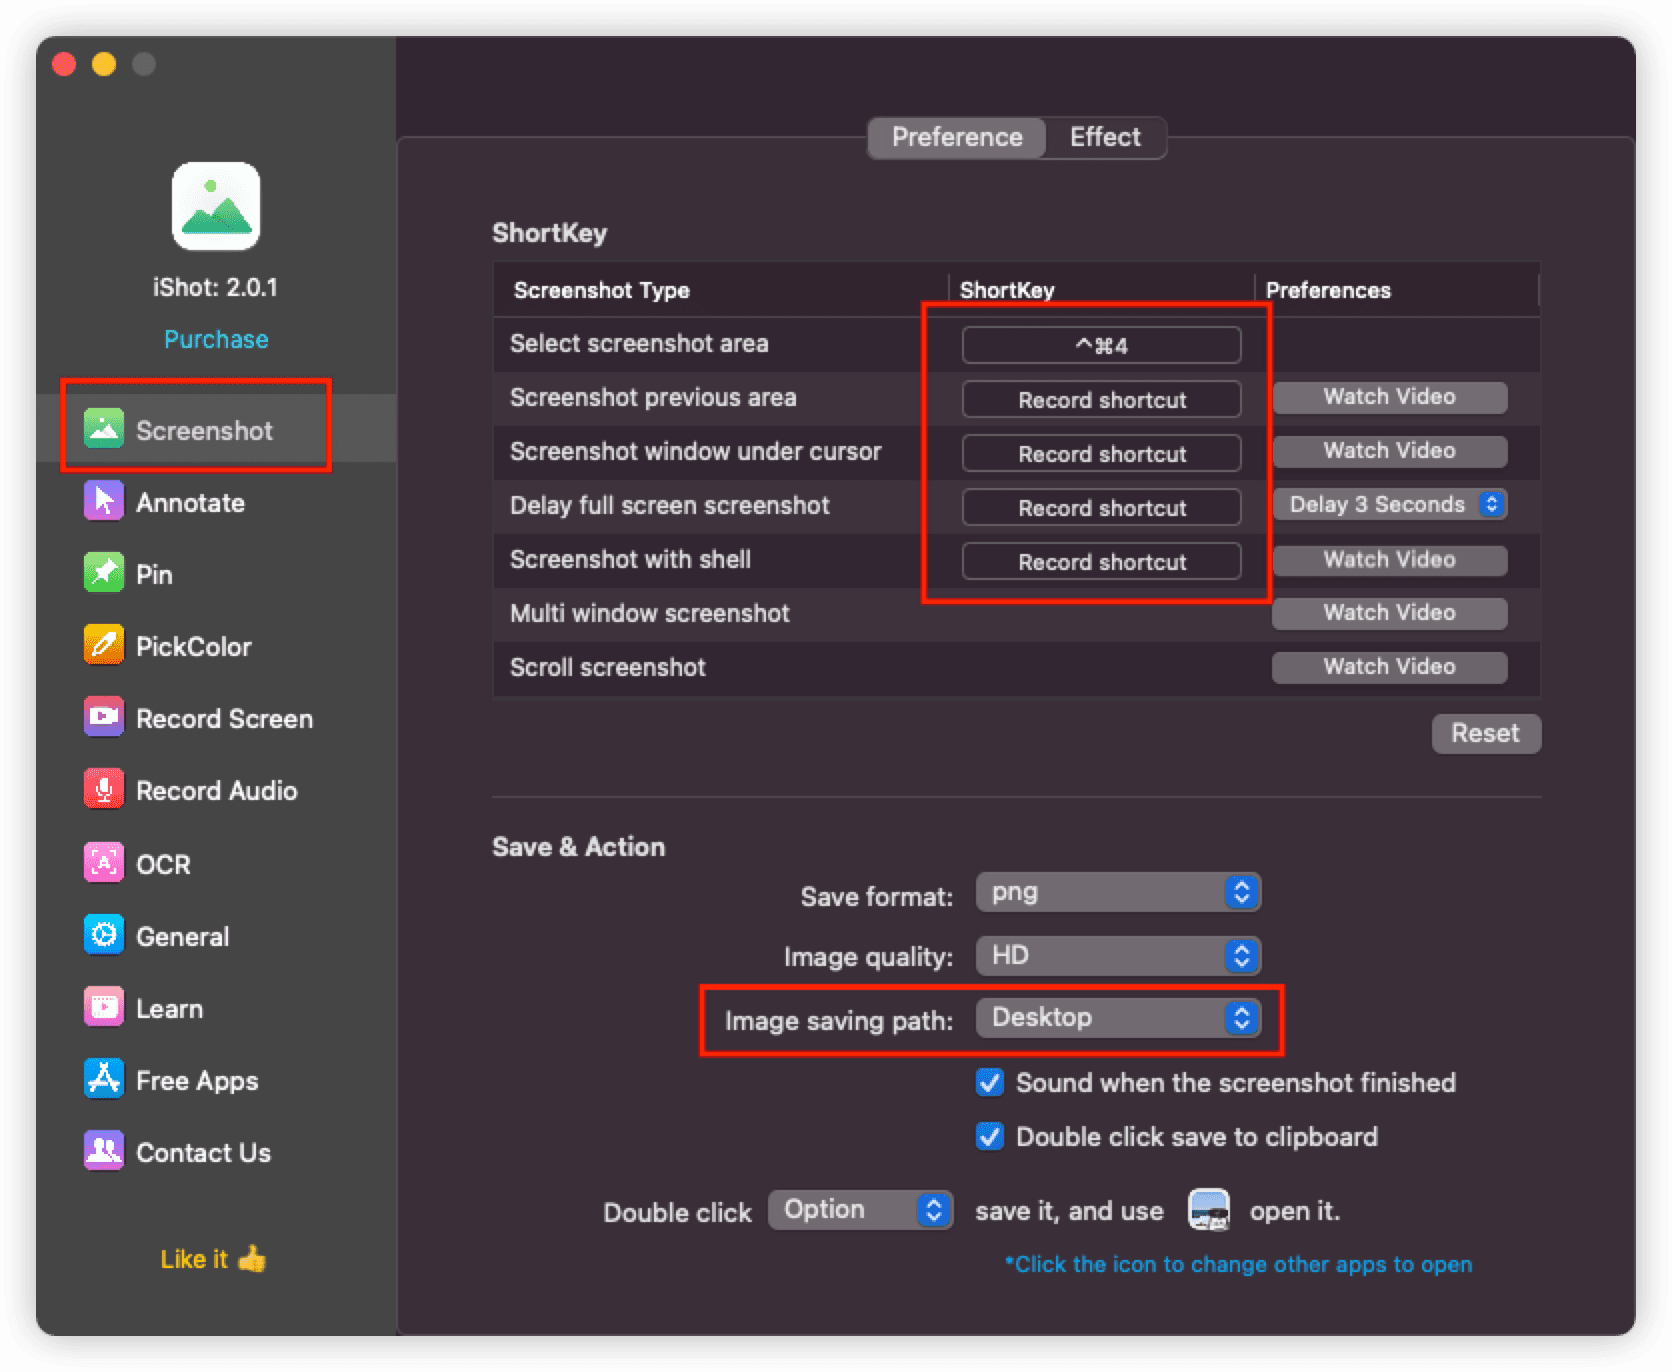 Preference Effect
iShot: 2.0.1
Purchase
Screenshot
Annotate
Pin
PickColor
Record Screen
Record Audio
OCR
General
Learn
Free Apps
Contact Us
Like it 👍
ShortKey
Screenshot Type ShortKey Preferences
Select screenshot area ^⌘4
Screenshot previous area Record shortcut Watch Video
Screenshot window under cursor Record shortcut Watch Video
Delay full screen screenshot Record shortcut Delay 3 Seconds
Screenshot with shell Record shortcut Watch Video
Multi window screenshot Watch Video
Scroll screenshot Watch Video
Reset
Save & Action
Save format: png
Image quality: HD
Image saving path: Desktop
Sound when the screenshot finished
Double click save to clipboard
Double click Option save it, and use open it.
*Click the icon to change other apps to open